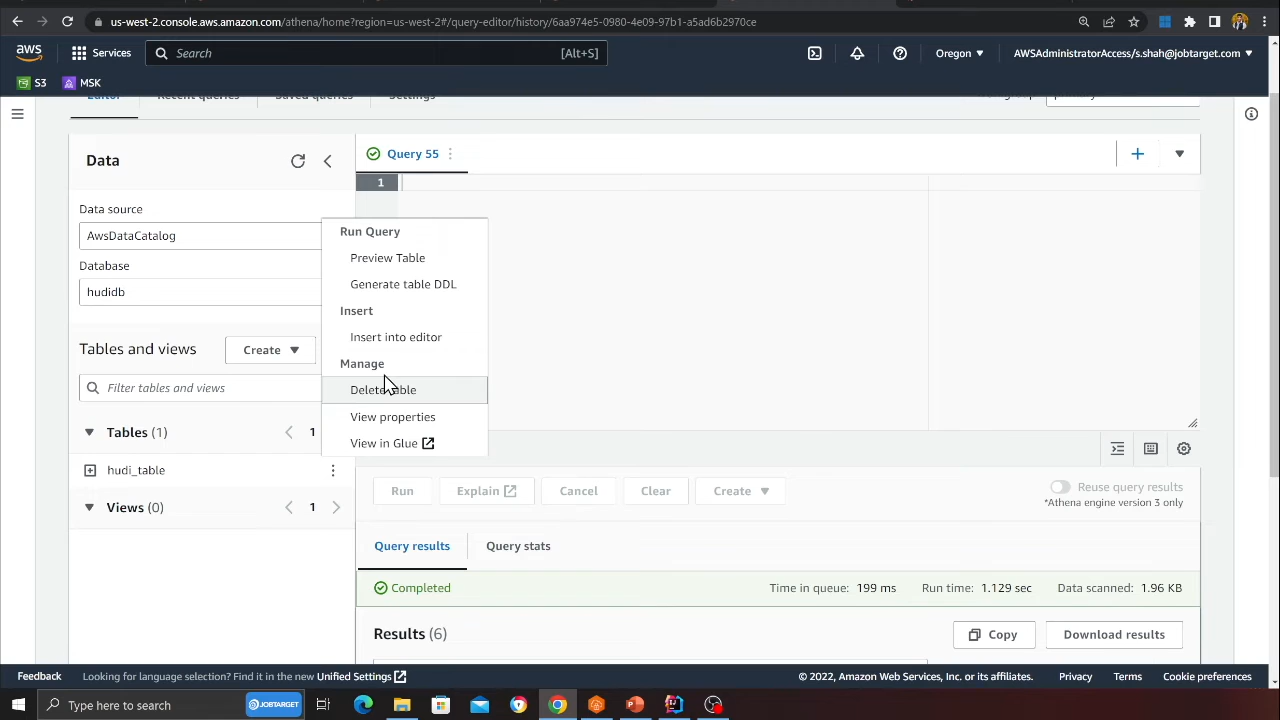 us-west-2.console.aws.amazon.com/athena/home?region=us-west-2#/query-editor/history/6aa974e5-0980-4e09-97b1-a5adb6b2970ce
aws
Services
Search
[Alt+S]
Oregon
AWSAdministratorAccess/s.shah@jobtarget.com
S3
MSK
Editor
Recent queries
Saved queries
Settings
Data
Query 55
1
Data source
AwsDataCatalog
Database
hudidb
Run Query
Preview Table
Generate table DDL
Insert
Insert into editor
Manage
Delete table
View properties
View in Glue
Tables and views
Create
Filter tables and views
Tables (1)
1
hudi_table
Views (0)
1
Run
Explain
Cancel
Clear
Create
Reuse query results
*Athena engine version 3 only
Query results
Query stats
Completed
Time in queue: 199 ms
Run time: 1.129 sec
Data scanned: 1.96 KB
Results (6)
Copy
Download results
Feedback
Looking for language selection? Find it in the new Unified Settings
© 2022, Amazon Web Services, Inc. or its affiliates.
Privacy
Terms
Cookie preferences
Type here to search
JOBTARGET